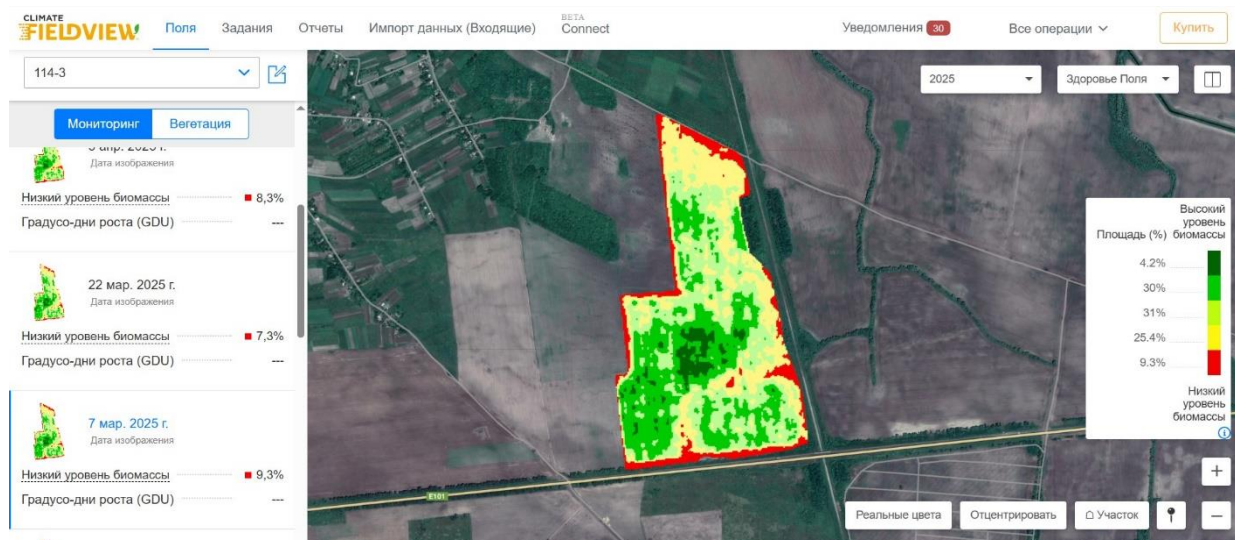 CLIMATE
FIELDVIEW
Поля
Задания
Отчеты
Импорт данных (Входящие)
BETA
Connect
Уведомления 30
Все операции
Купить
114-3
Мониторинг
Вегетация
Дата изображения
Низкий уровень биомассы 8,3%
Градусо-дни роста (GDU) ---
22 мар. 2025 г.
Дата изображения
Низкий уровень биомассы 7,3%
Градусо-дни роста (GDU) ---
7 мар. 2025 г.
Дата изображения
Низкий уровень биомассы 9,3%
Градусо-дни роста (GDU) ---
2025
Здоровье Поля
Высокий
уровень
Площадь (%) биомассы
4.2%
30%
31%
25.4%
9.3%
Низкий
уровень
биомассы
E101
Реальные цвета
Отцентрировать
Участок